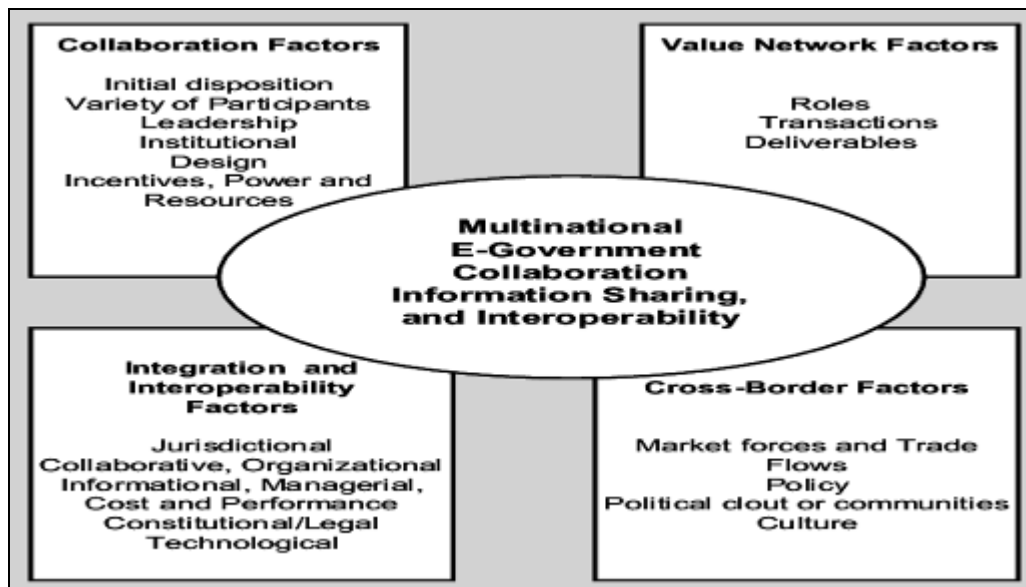 Collaboration Factors
Initial disposition
Variety of Participants
Leadership
Institutional
Design
Incentives, Power and
Resources
Value Network Factors
Roles
Transactions
Deliverables
Multinational
E-Government
Collaboration
Information Sharing,
and Interoperability
Integration and
Interoperability
Factors
Jurisdictional
Collaborative, Organizational
Informational, Managerial,
Cost and Performance
Constitutional/Legal
Technological
Cross-Border Factors
Market forces and Trade
Flows
Policy
Political clout or communities
Culture